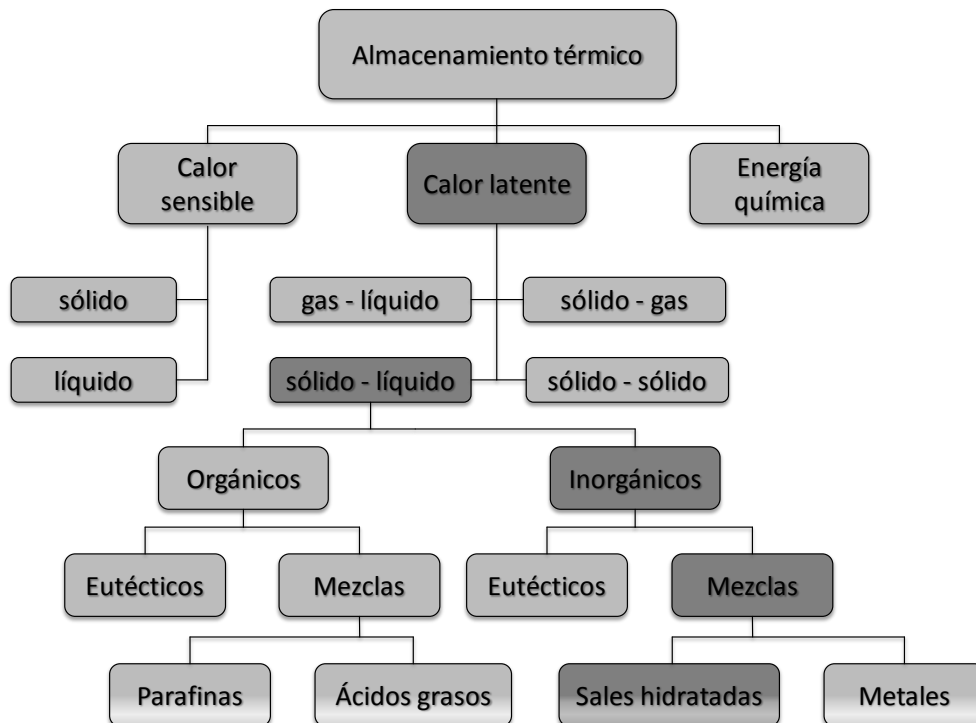 Almacenamiento térmico
Calor
sensible
Calor latente
Energía
química
sólido
gas - líquido
sólido - gas
líquido
sólido - líquido
sólido - sólido
Orgánicos
Inorgánicos
Eutécticos
Mezclas
Eutécticos
Mezclas
Parafinas
Ácidos grasos
Sales hidratadas
Metales